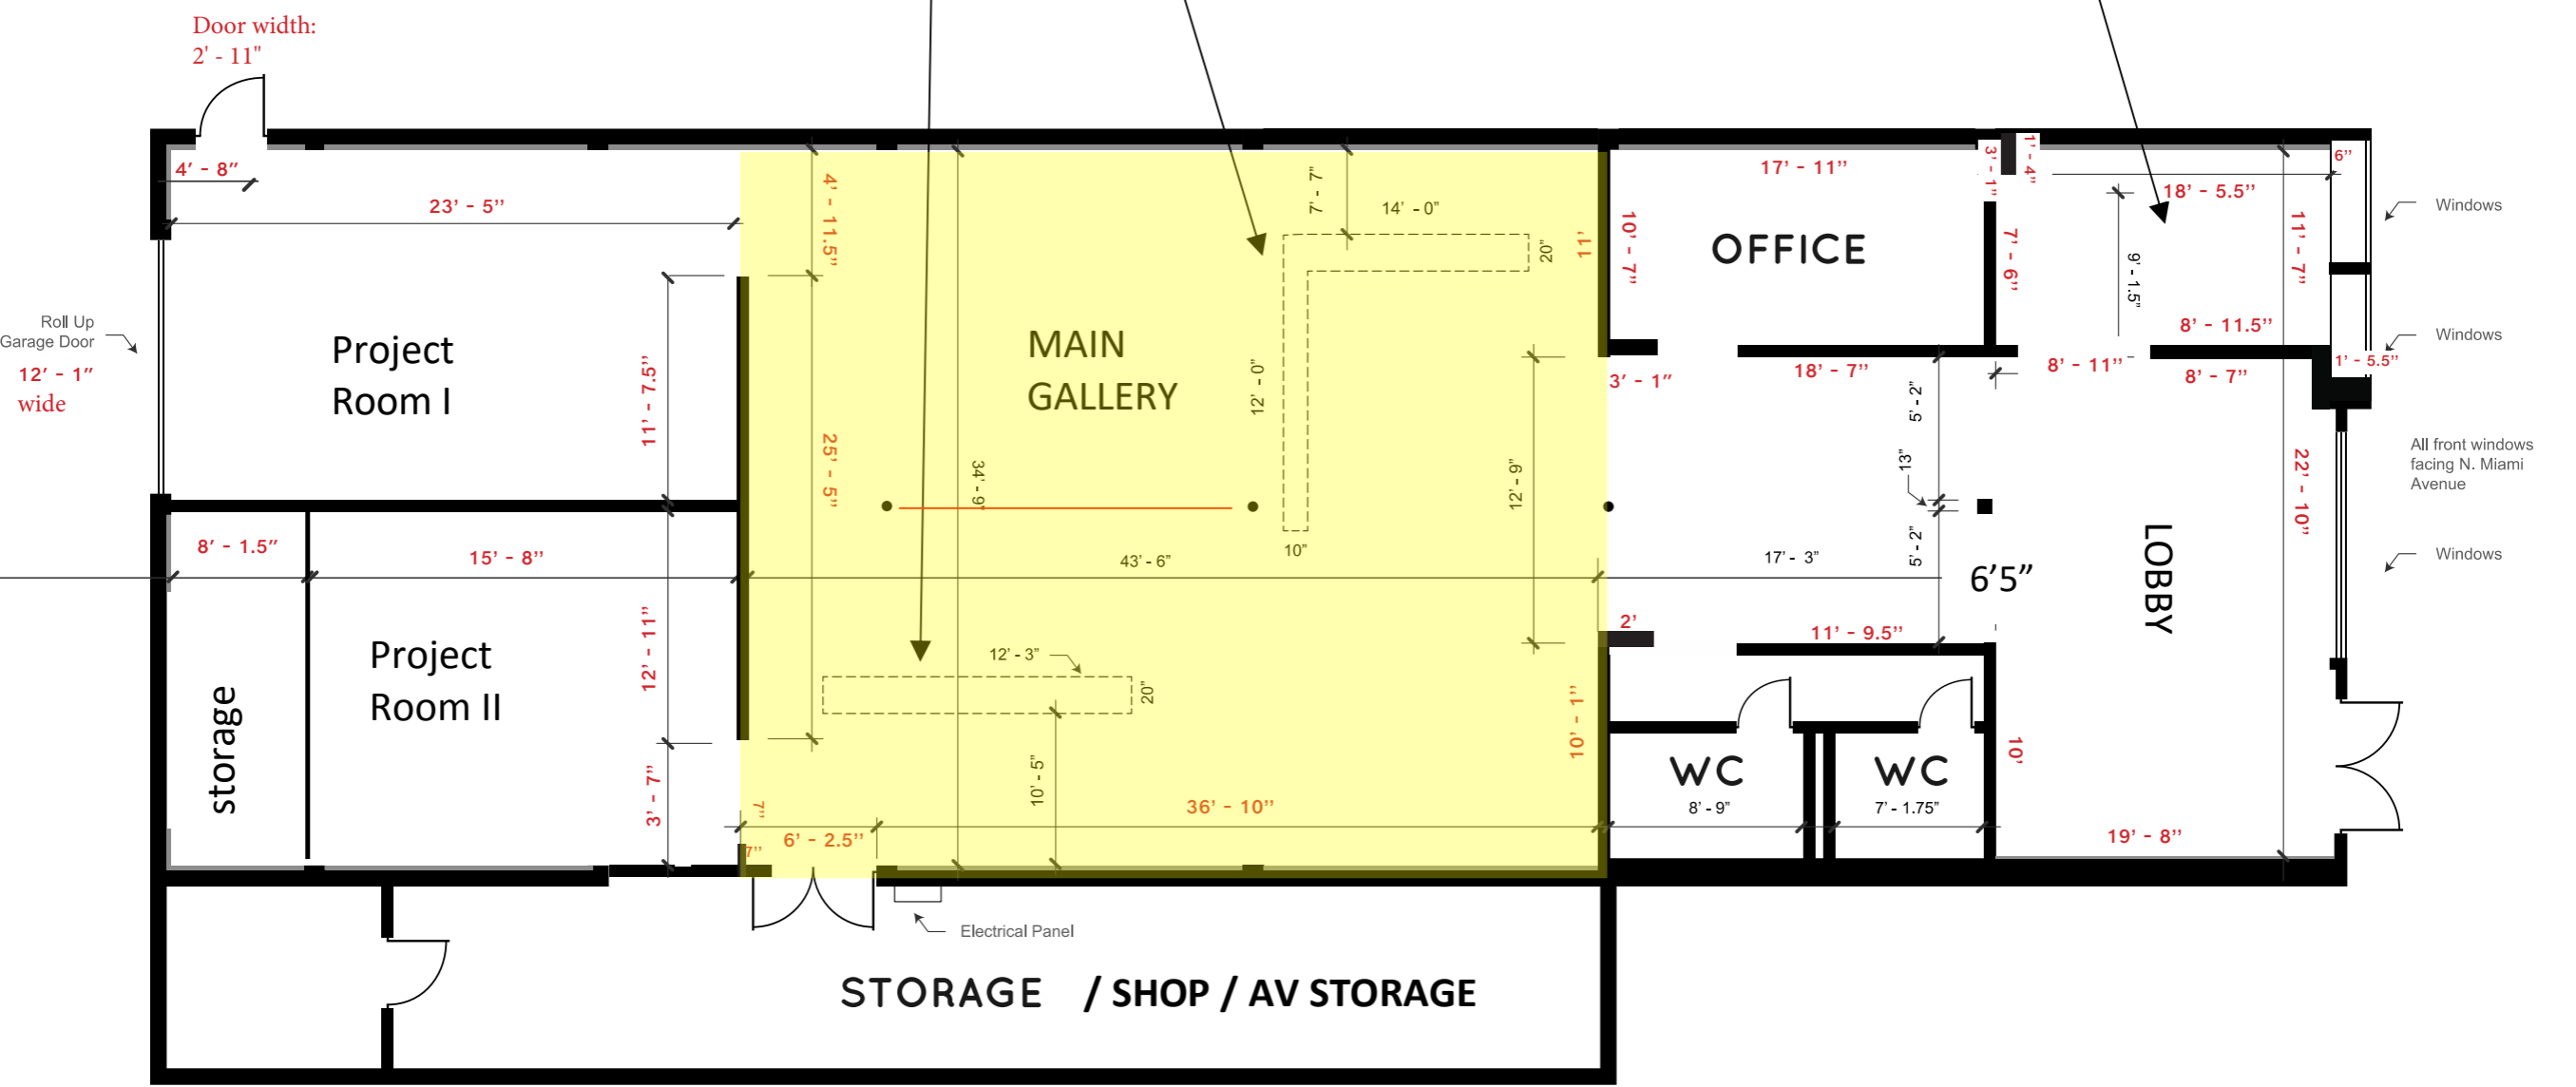 Door width:
2' - 11"
4' - 8"
23' - 5"
4' - 11.5"
7' - 7"
14' - 0"
20"
11'
10' - 7"
17' - 11"
OFFICE
3' - 1"
1' - 4"
7' - 6"
18' - 5.5"
9' - 1.5"
11' - 7"
6"
Windows
Roll Up
Garage Door
12' - 1"
wide
Project
Room I
11' - 7.5"
MAIN
GALLERY
25' - 5"
34' - 9"
12' - 0"
10"
12' - 9"
3' - 1"
18' - 7"
5' - 2"
13"
5' - 2"
8' - 11"
8' - 11.5"
8' - 7"
1' - 5.5"
Windows
All front windows
facing N. Miami
Avenue
22' - 10"
Windows
8' - 1.5"
15' - 8"
43' - 6"
17' - 3"
6'5"
LOBBY
storage
Project
Room II
12' - 11"
3' - 7"
12' - 3"
20"
10' - 5"
2'
11' - 9.5"
10' - 1"
WC
8' - 9"
WC
7' - 1.75"
10'
7"
7"
6' - 2.5"
36' - 10"
19' - 8"
Electrical Panel
STORAGE / SHOP / AV STORAGE